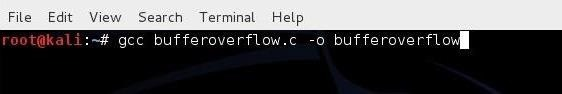 File Edit View Search Terminal Help
root@kali:~# gcc bufferoverflow.c -o bufferoverflow